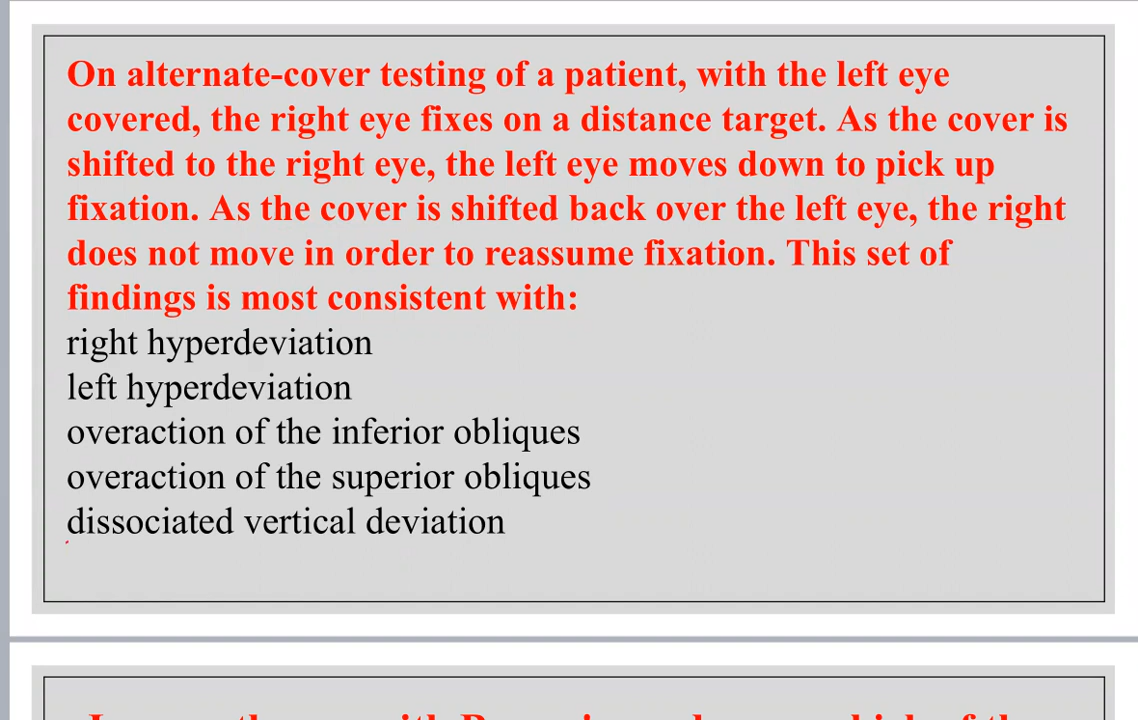 On alternate-cover testing of a patient, with the left eye
covered, the right eye fixes on a distance target. As the cover is
shifted to the right eye, the left eye moves down to pick up
fixation. As the cover is shifted back over the left eye, the right
does not move in order to reassume fixation. This set of
findings is most consistent with:
right hyperdeviation
left hyperdeviation
overaction of the inferior obliques
overaction of the superior obliques
dissociated vertical deviation